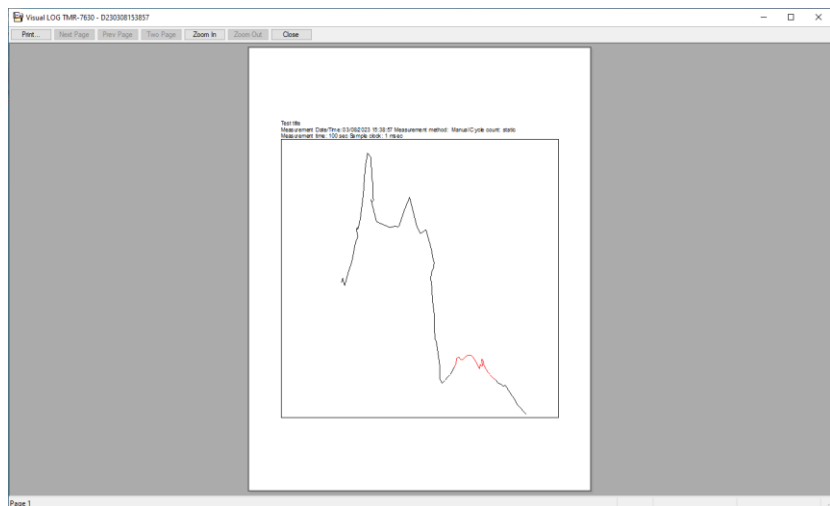 Visual LOG TMR-7630 - D230308153857
Print... Next Page Prev Page Two Page Zoom In Zoom Out Close
Test title
Measurement Date/Time: 03/08/2023 15:38:57 Measurement method: Manual/Cycle count: static
Measurement time: 100 sec Sample clock: 1 msec
Page 1